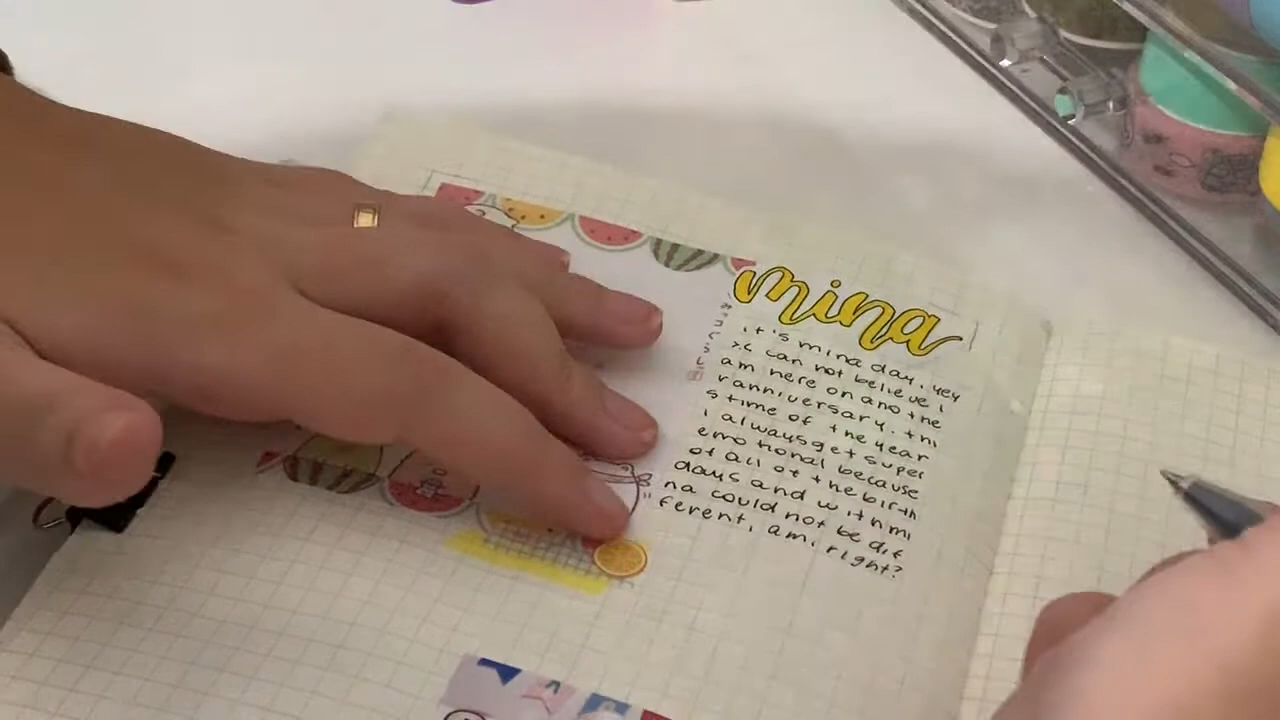 mina
it's mina day, yey
>.< can not believe i
am here on anothe
r anniversary. thi
s time of the year
i always get super
emotional because
of all of the birth
days and with mi
na could not be dif
ferent, am i right?